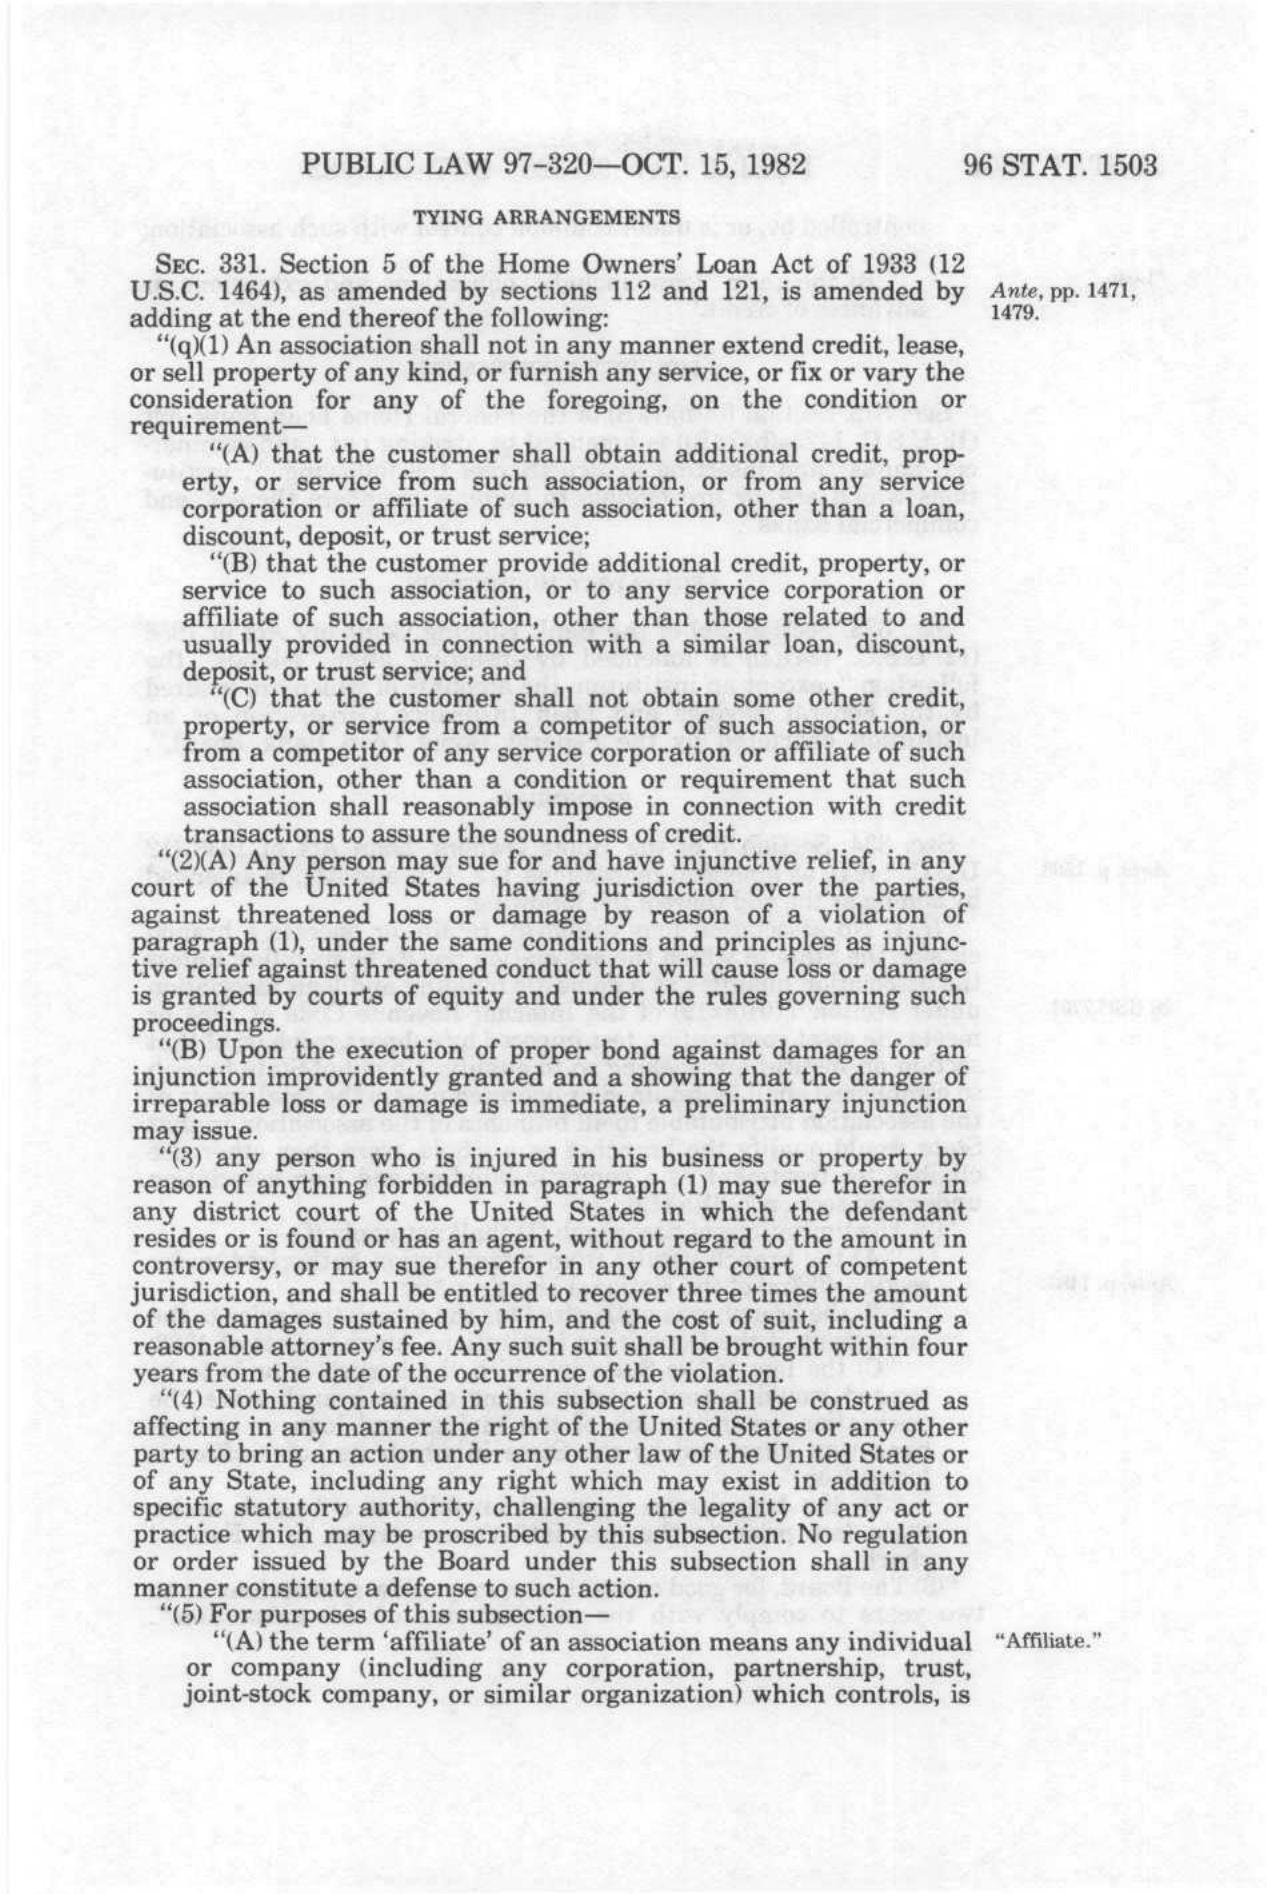 PUBLIC LAW 97-320—OCT. 15, 1982 96 STAT. 1503
TYING ARRANGEMENTS
SEC. 331. Section 5 of the Home Owners' Loan Act of 1933 (12
U.S.C. 1464), as amended by sections 112 and 121, is amended by
adding at the end thereof the following:
Ante, pp. 1471,
1479.
"(q)(1) An association shall not in any manner extend credit, lease,
or sell property of any kind, or furnish any service, or fix or vary the
consideration for any of the foregoing, on the condition or
requirement—
"(A) that the customer shall obtain additional credit, prop-
erty, or service from such association, or from any service
corporation or affiliate of such association, other than a loan,
discount, deposit, or trust service;
"(B) that the customer provide additional credit, property, or
service to such association, or to any service corporation or
affiliate of such association, other than those related to and
usually provided in connection with a similar loan, discount,
deposit, or trust service; and
"(C) that the customer shall not obtain some other credit,
property, or service from a competitor of such association, or
from a competitor of any service corporation or affiliate of such
association, other than a condition or requirement that such
association shall reasonably impose in connection with credit
transactions to assure the soundness of credit.
"(2)(A) Any person may sue for and have injunctive relief, in any
court of the United States having jurisdiction over the parties,
against threatened loss or damage by reason of a violation of
paragraph (1), under the same conditions and principles as injunc-
tive relief against threatened conduct that will cause loss or damage
is granted by courts of equity and under the rules governing such
proceedings.
"(B) Upon the execution of proper bond against damages for an
injunction improvidently granted and a showing that the danger of
irreparable loss or damage is immediate, a preliminary injunction
may issue.
"(3) any person who is injured in his business or property by
reason of anything forbidden in paragraph (1) may sue therefor in
any district court of the United States in which the defendant
resides or is found or has an agent, without regard to the amount in
controversy, or may sue therefor in any other court of competent
jurisdiction, and shall be entitled to recover three times the amount
of the damages sustained by him, and the cost of suit, including a
reasonable attorney's fee. Any such suit shall be brought within four
years from the date of the occurrence of the violation.
"(4) Nothing contained in this subsection shall be construed as
affecting in any manner the right of the United States or any other
party to bring an action under any other law of the United States or
of any State, including any right which may exist in addition to
specific statutory authority, challenging the legality of any act or
practice which may be proscribed by this subsection. No regulation
or order issued by the Board under this subsection shall in any
manner constitute a defense to such action.
"(5) For purposes of this subsection—
"(A) the term 'affiliate' of an association means any individual
or company (including any corporation, partnership, trust,
joint-stock company, or similar organization) which controls, is
"Affiliate."